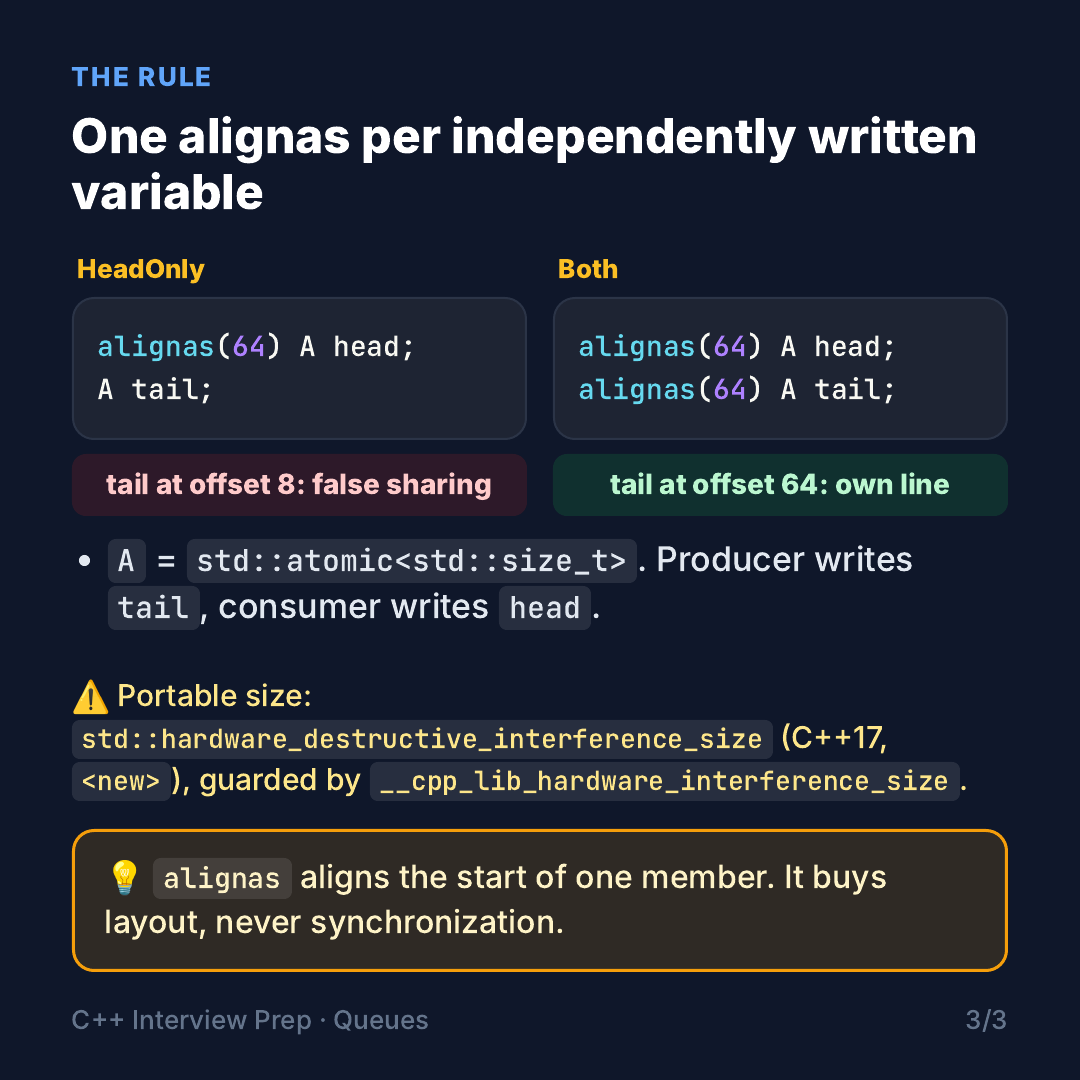 THE RULE
One alignas per independently written
variable
HeadOnly
alignas(64) A head;
A tail;
tail at offset 8: false sharing
Both
alignas(64) A head;
alignas(64) A tail;
tail at offset 64: own line
• A = std::atomic<std::size_t>. Producer writes
tail, consumer writes head.
⚠️ Portable size:
std::hardware_destructive_interference_size (C++17,
<new>), guarded by __cpp_lib_hardware_interference_size.
💡 alignas aligns the start of one member. It buys
layout, never synchronization.
C++ Interview Prep · Queues
3/3